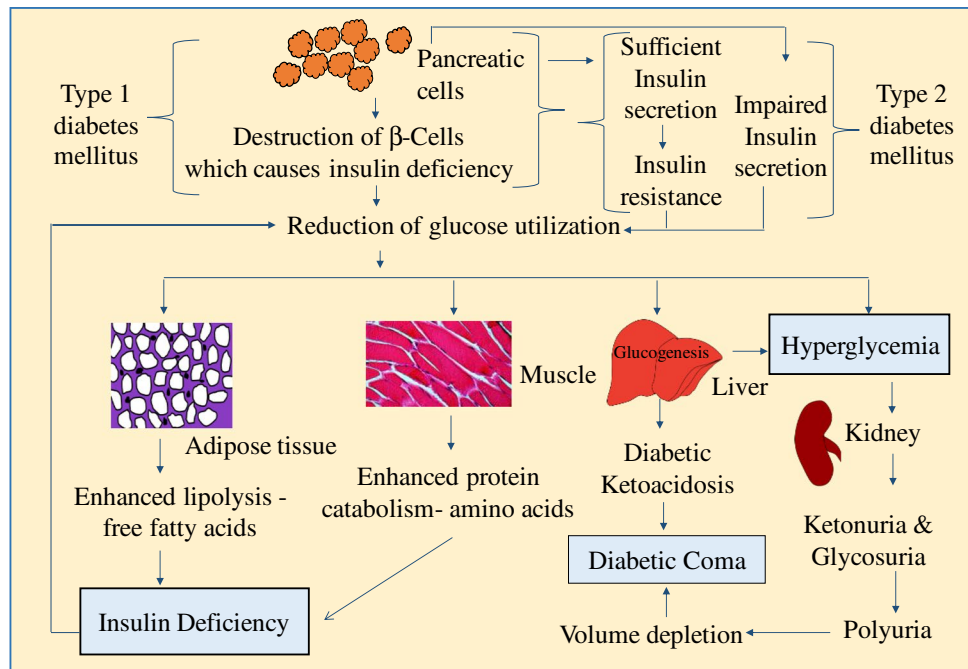 Type 1
diabetes
mellitus
Pancreatic
cells
Destruction of β-Cells
which causes insulin deficiency
Sufficient
Insulin
secretion
Insulin
resistance
Impaired
Insulin
secretion
Type 2
diabetes
mellitus
Reduction of glucose utilization
Adipose tissue
Muscle
Glucogenesis
Liver
Hyperglycemia
Kidney
Enhanced lipolysis -
free fatty acids
Enhanced protein
catabolism- amino acids
Diabetic
Ketoacidosis
Ketonuria &
Glycosuria
Insulin Deficiency
Diabetic Coma
Volume depletion
Polyuria